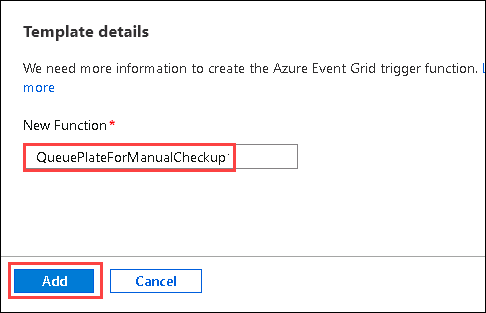 Template details
We need more information to create the Azure Event Grid trigger function. L
more
New Function*
QueuePlateForManualCheckup
Add
Cancel